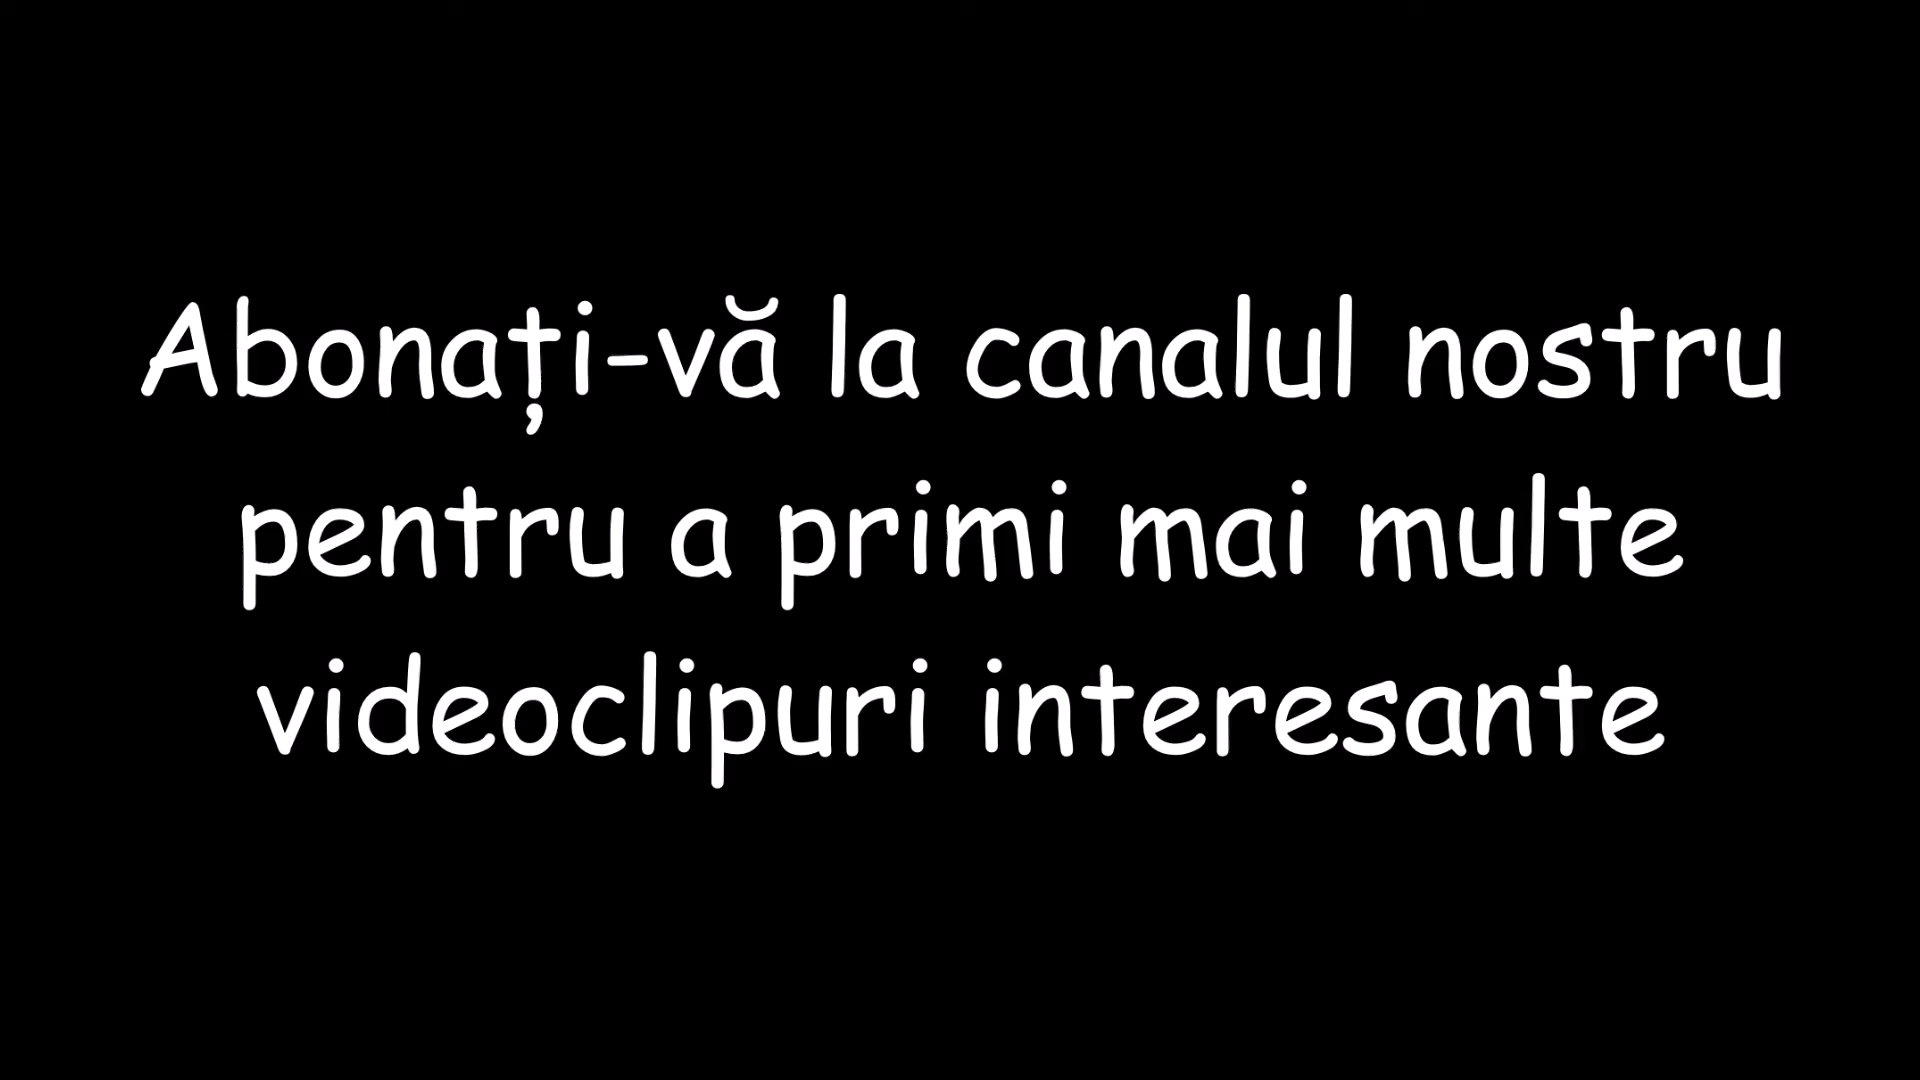 Abonați-vă la canalul nostru
pentru a primi mai multe
videoclipuri interesante